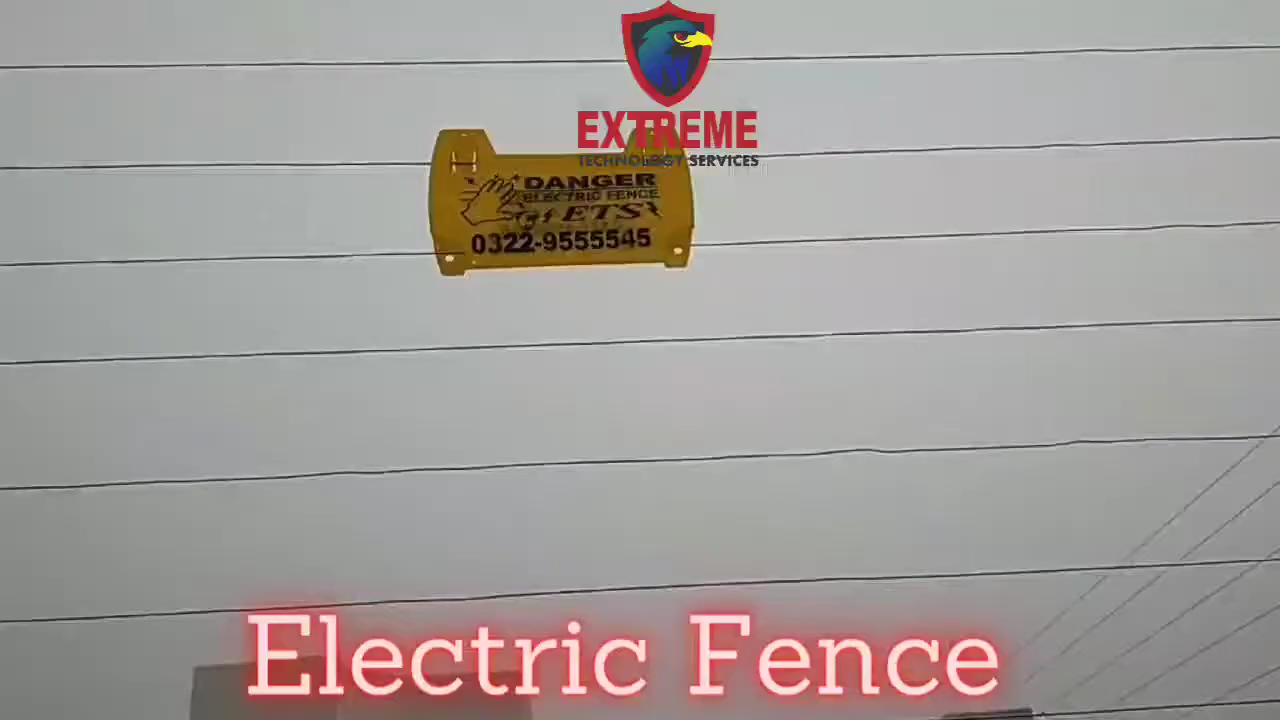 EXTREME
TECHNOLOGY SERVICES
DANGER
ELECTRIC FENCE
ETS
0322-9555545
Electric Fence